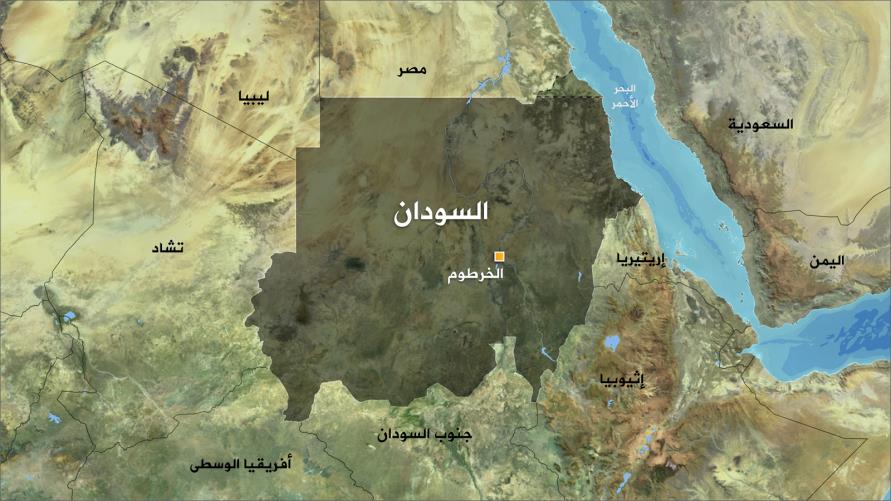 مصر
ليبيا
البحر
الأحمر
السعودية
السودان
تشاد
إريتيريا
اليمن
الخرطوم
إثيوبيا
جنوب السودان
أفريقيا الوسطى